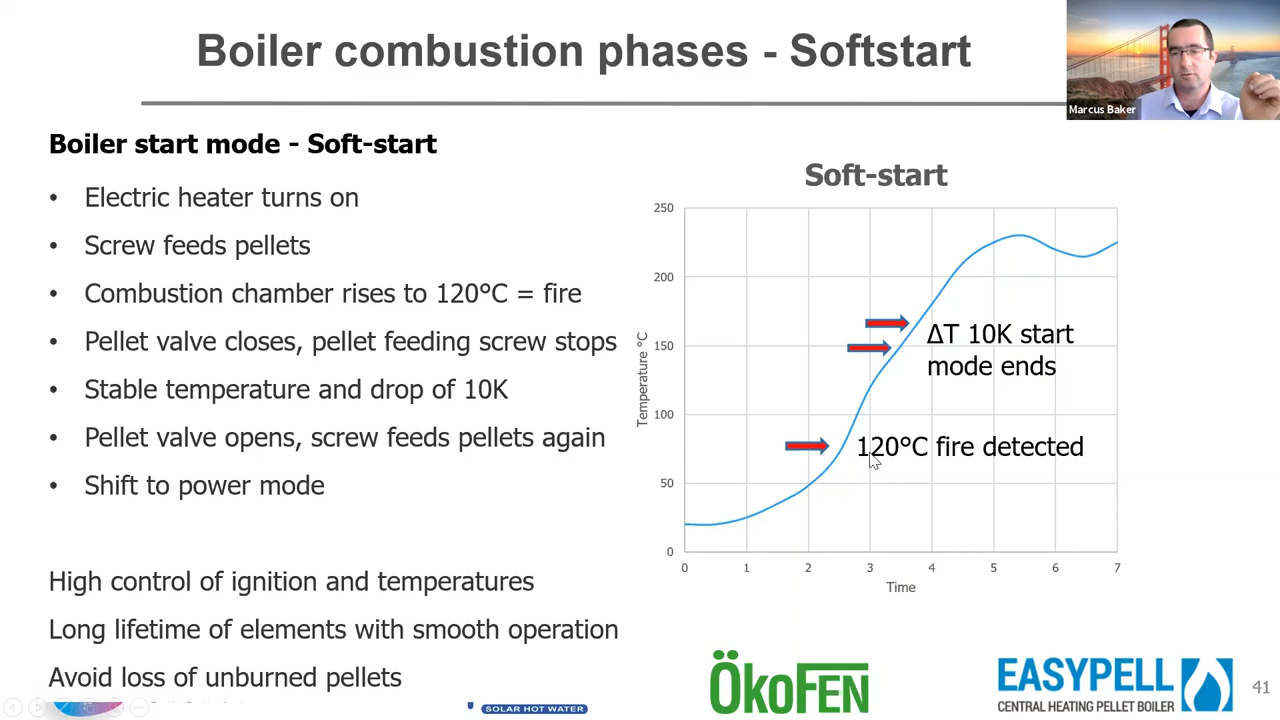 Boiler combustion phases - Softstart
Marcus Baker
Boiler start mode - Soft-start
• Electric heater turns on
• Screw feeds pellets
• Combustion chamber rises to 120°C = fire
• Pellet valve closes, pellet feeding screw stops
• Stable temperature and drop of 10K
• Pellet valve opens, screw feeds pellets again
• Shift to power mode
High control of ignition and temperatures
Long lifetime of elements with smooth operation
Avoid loss of unburned pellets
Soft-start
250
200
150
100
50
0
Temperature °C
ΔT 10K start
mode ends
120°C fire detected
0 1 2 3 4 5 6 7
Time
ÖkoFEN
EASYPELL
CENTRAL HEATING PELLET BOILER
41
SOLAR HOT WATER